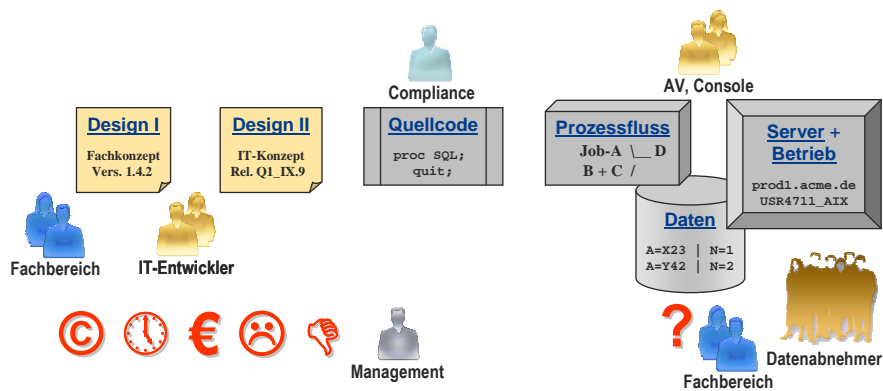 Compliance
AV, Console
Design I
Fachkonzept
Vers. 1.4.2
Design II
IT-Konzept
Rel. Q1_IX.9
Quellcode
proc SQL;
quit;
Prozessfluss
Job-A \__ D
B + C /
Server +
Betrieb
prod1.acme.de
USR4711_AIX
Daten
A=X23 | N=1
A=Y42 | N=2
Fachbereich
IT-Entwickler
© € ?
Management
Fachbereich
Datenabnehmer